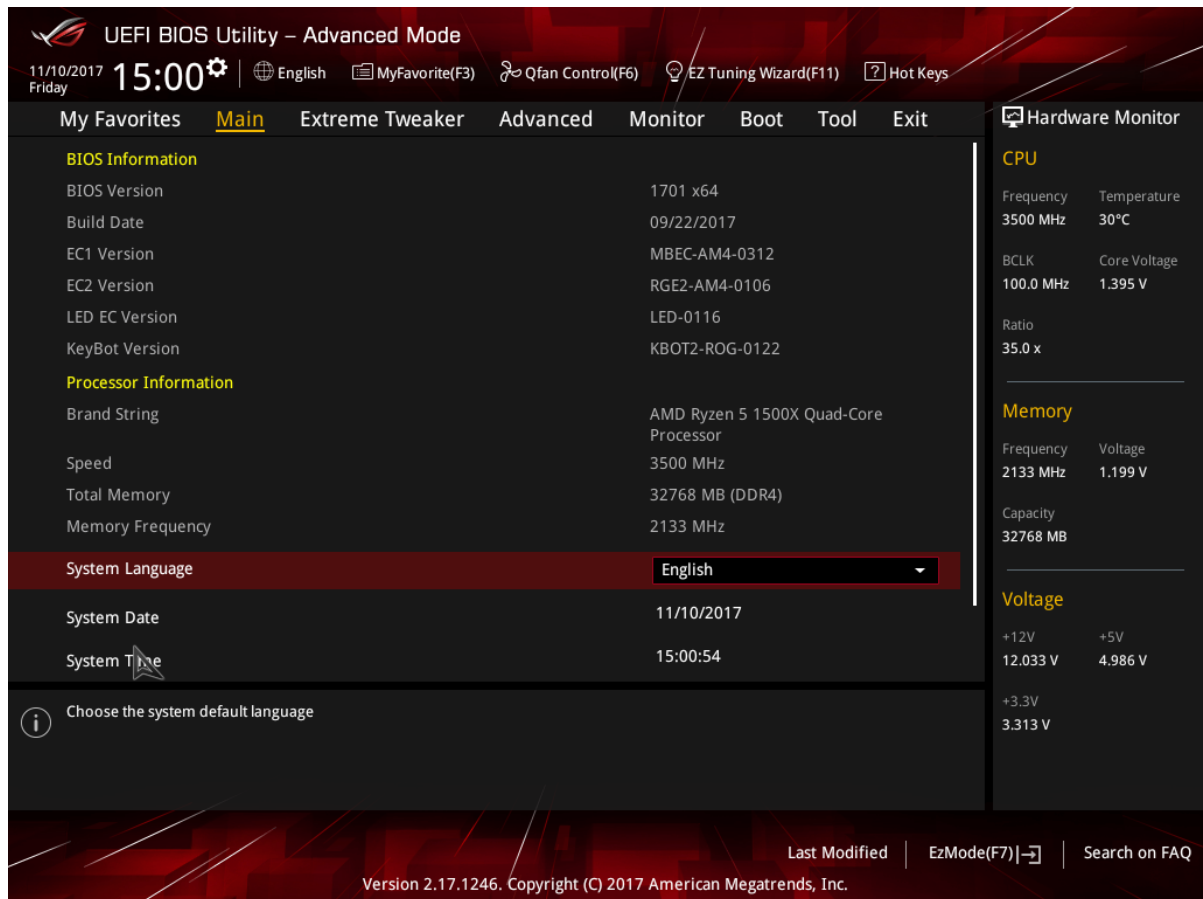 UEFI BIOS Utility – Advanced Mode
11/10/2017
Friday
15:00
English
MyFavorite(F3)
Qfan Control(F6)
EZ Tuning Wizard(F11)
? Hot Keys
My Favorites Main Extreme Tweaker Advanced Monitor Boot Tool Exit
BIOS Information
BIOS Version 1701 x64
Build Date 09/22/2017
EC1 Version MBEC-AM4-0312
EC2 Version RGE2-AM4-0106
LED EC Version LED-0116
KeyBot Version KBOT2-ROG-0122
Processor Information
Brand String AMD Ryzen 5 1500X Quad-Core
Processor
Speed 3500 MHz
Total Memory 32768 MB (DDR4)
Memory Frequency 2133 MHz
System Language English
System Date 11/10/2017
System Time 15:00:54
Choose the system default language
Hardware Monitor
CPU
Frequency Temperature
3500 MHz 30°C
BCLK Core Voltage
100.0 MHz 1.395 V
Ratio
35.0 x
Memory
Frequency Voltage
2133 MHz 1.199 V
Capacity
32768 MB
Voltage
+12V +5V
12.033 V 4.986 V
+3.3V
3.313 V
Last Modified
EzMode(F7)
Search on FAQ
Version 2.17.1246. Copyright (C) 2017 American Megatrends, Inc.